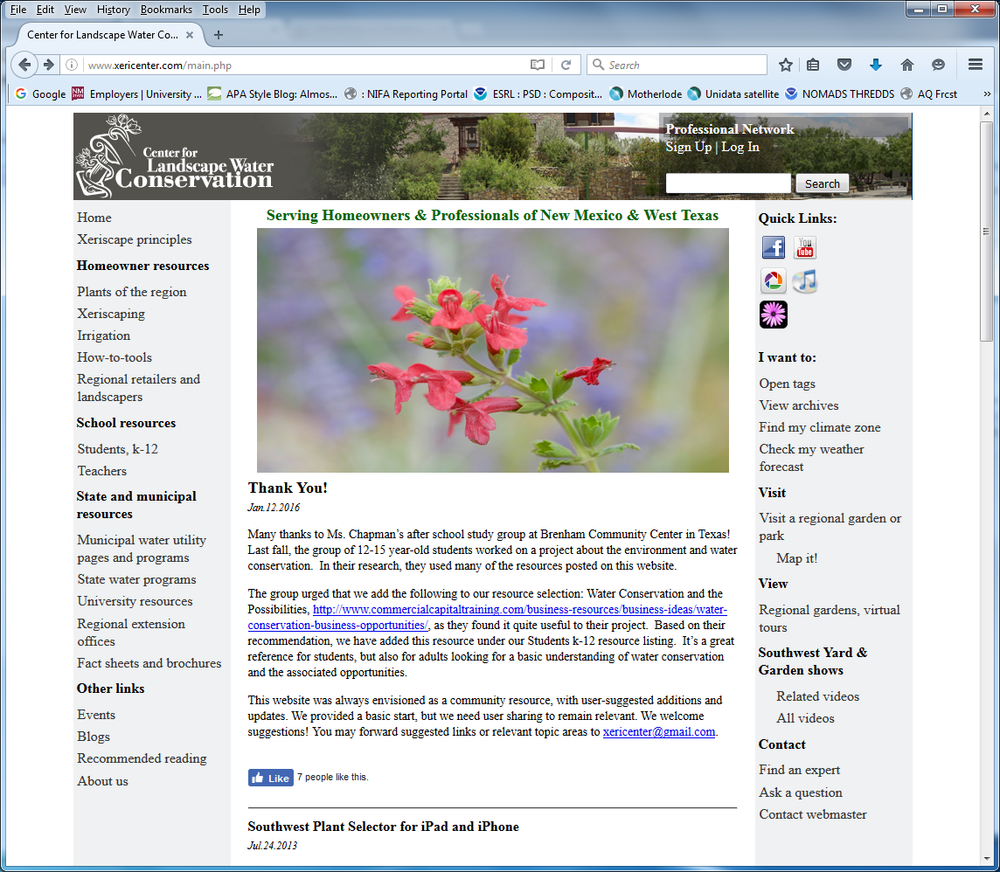 File Edit View History Bookmarks Tools Help
Center for Landscape Water Co...
www.xericenter.com/main.php
Search
Google
Employers | University ...
APA Style Blog: Almos...
: NIFA Reporting Portal
ESRL : PSD : Composit...
Motherlode
Unidata satellite
NOMADS THREDDS
AQ Frcst
Center for
Landscape Water
Conservation
Professional Network
Sign Up | Log In
Search
Home
Xeriscape principles
Homeowner resources
Plants of the region
Xeriscaping
Irrigation
How-to-tools
Regional retailers and
landscapers
School resources
Students, k-12
Teachers
State and municipal
resources
Municipal water utility
pages and programs
State water programs
University resources
Regional extension
offices
Fact sheets and brochures
Other links
Events
Blogs
Recommended reading
About us
Serving Homeowners & Professionals of New Mexico & West Texas
Thank You!
Jan.12.2016
Many thanks to Ms. Chapman’s after school study group at Brenham Community Center in Texas!
Last fall, the group of 12-15 year-old students worked on a project about the environment and water
conservation.  In their research, they used many of the resources posted on this website.
The group urged that we add the following to our resource selection: Water Conservation and the
Possibilities, http://www.commercialcapitaltraining.com/business-resources/business-ideas/water-
conservation-business-opportunities/, as they found it quite useful to their project.  Based on their
recommendation, we have added this resource under our Students k-12 resource listing.  It’s a great
reference for students, but also for adults looking for a basic understanding of water conservation
and the associated opportunities.
This website was always envisioned as a community resource, with user-suggested additions and
updates. We provided a basic start, but we need user sharing to remain relevant. We welcome
suggestions! You may forward suggested links or relevant topic areas to xericenter@gmail.com.
Like 7 people like this.
Southwest Plant Selector for iPad and iPhone
Jul.24.2013
Quick Links:
You
Tube
I want to:
Open tags
View archives
Find my climate zone
Check my weather
forecast
Visit
Visit a regional garden or
park
Map it!
View
Regional gardens, virtual
tours
Southwest Yard &
Garden shows
Related videos
All videos
Contact
Find an expert
Ask a question
Contact webmaster